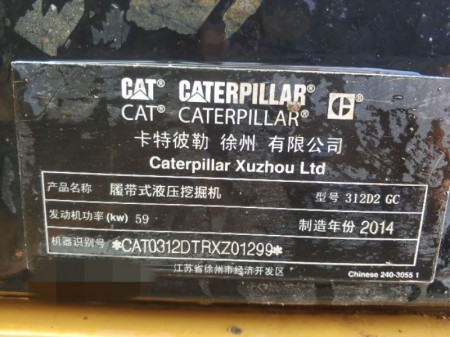 CAT® CATERPILLAR®
CAT® CATERPILLAR®
卡特彼勒 徐州 有限公司
Caterpillar Xuzhou Ltd
产品名称 履带式液压挖掘机 型号 312D2 GC
发动机功率 (kw) 59 制造年份 2014
机器识别号 *CAT0312DTRXZ01299*
江苏省徐州市经济开发区 Chinese 240-3055 1